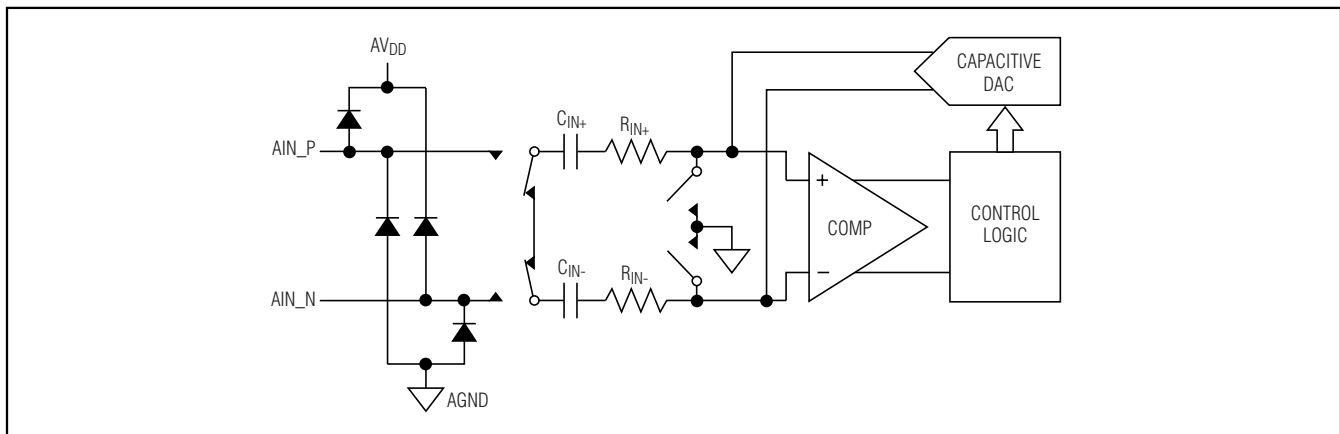 AVDD
CAPACITIVE
DAC
CIN+
RIN+
AIN_P
+
COMP
CONTROL
LOGIC
CIN-
RIN-
AIN_N
−
AGND